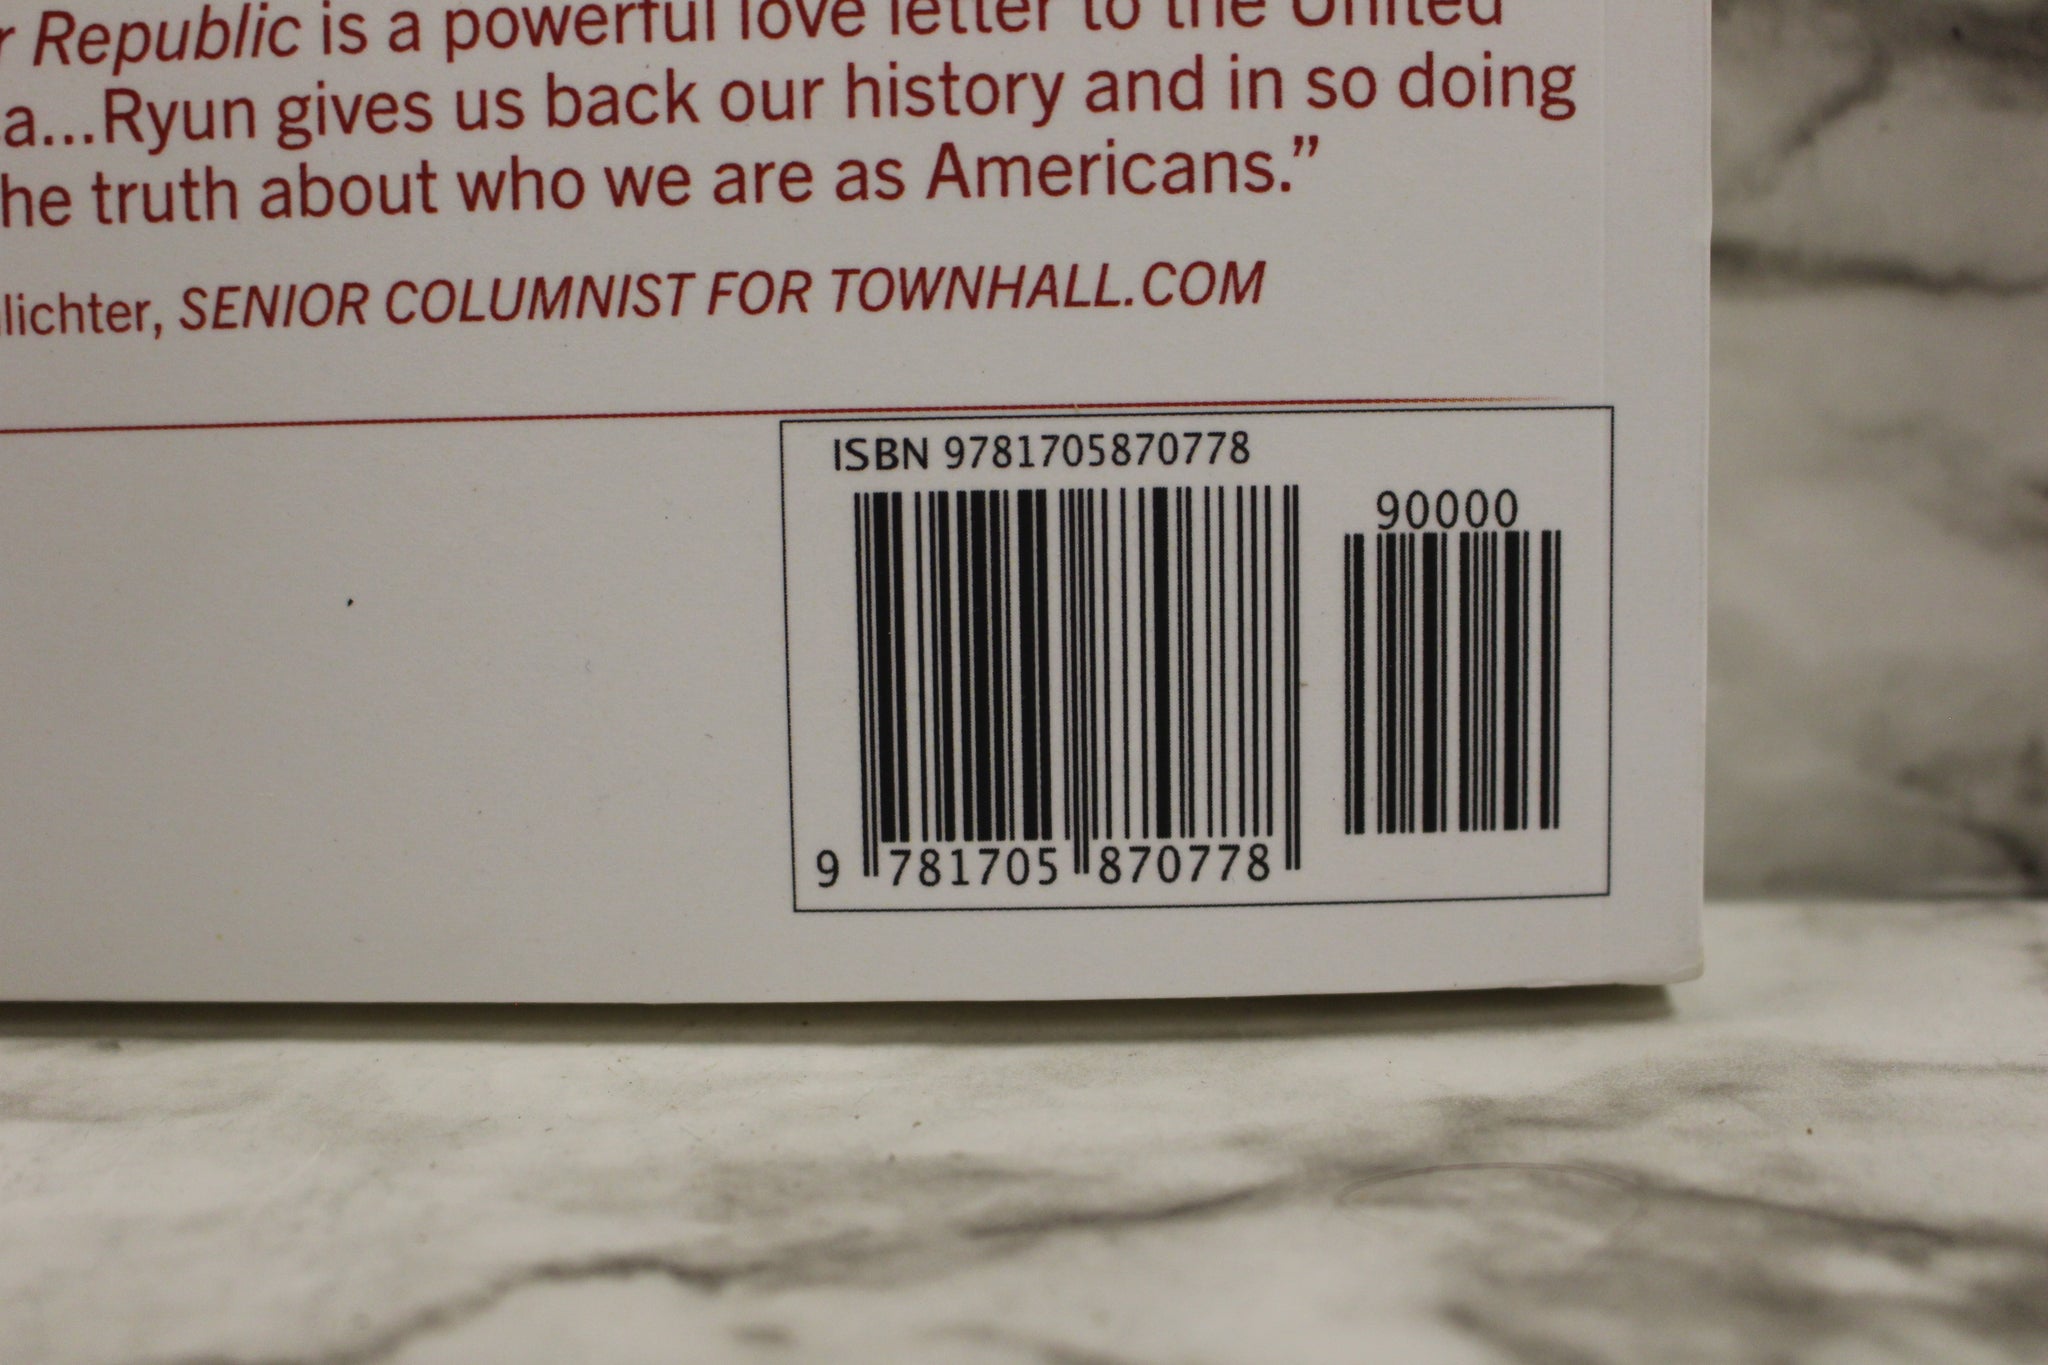 r Republic is a powerful love letter to the United
a...Ryun gives us back our history and in so doing
he truth about who we are as Americans.”
lichter, SENIOR COLUMNIST FOR TOWNHALL.COM
ISBN 9781705870778
90000
9 781705 870778